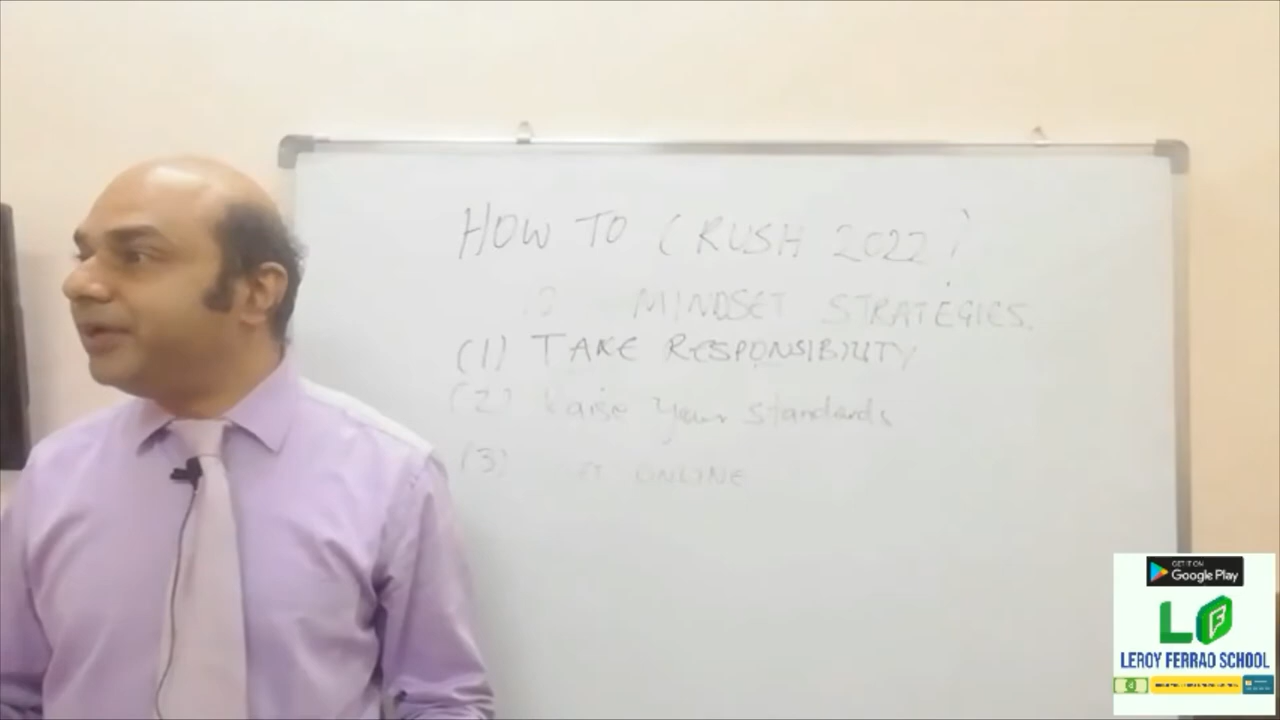 HOW TO CRUSH 2022?
MINDSET STRATEGIES.
(1) TAKE RESPONSIBILITY
(2) Raise Your Standards
(3) ONLINE
GET IT ON
Google Play
LF
LEROY FERRAO SCHOOL